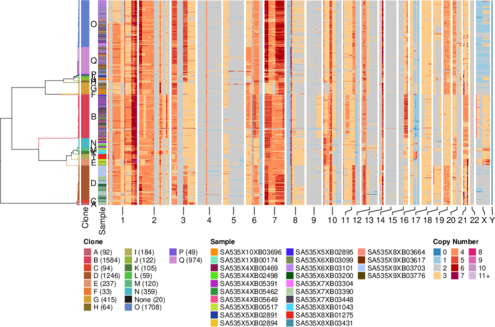 O
Q
P
H
G
F
B
N
M
E
D
C
A
Clone
Sample
1 2 3 4 5 6 7 8 9 10 11 12 13 14 15 16 17 18 19 20 21 22 X Y
Clone
A (92)
B (1584)
C (94)
D (1246)
E (237)
F (33)
G (415)
H (64)
I (184)
J (122)
K (105)
L (59)
M (120)
N (359)
None (20)
O (1708)
P (49)
Q (974)
Sample
SA535X10XB03696
SA535X10XB01174
SA535X4XB00469
SA535X4XB02498
SA535X4XB05391
SA535X4XB05462
SA535X4XB05649
SA535X5XB00517
SA535X5XB02891
SA535X5XB02894
SA535X5XB02895
SA535X6XB03099
SA535X6XB03101
SA535X6XB03200
SA535X7XB03304
SA535X7XB03390
SA535X7XB03448
SA535X8XB01043
SA535X8XB01275
SA535X8XB03431
SA535X8XB03664
SA535X9XB03617
SA535X9XB03703
SA535X9XB03776
Copy Number
0
1
2
3
4
5
6
7
8
9
10
11+